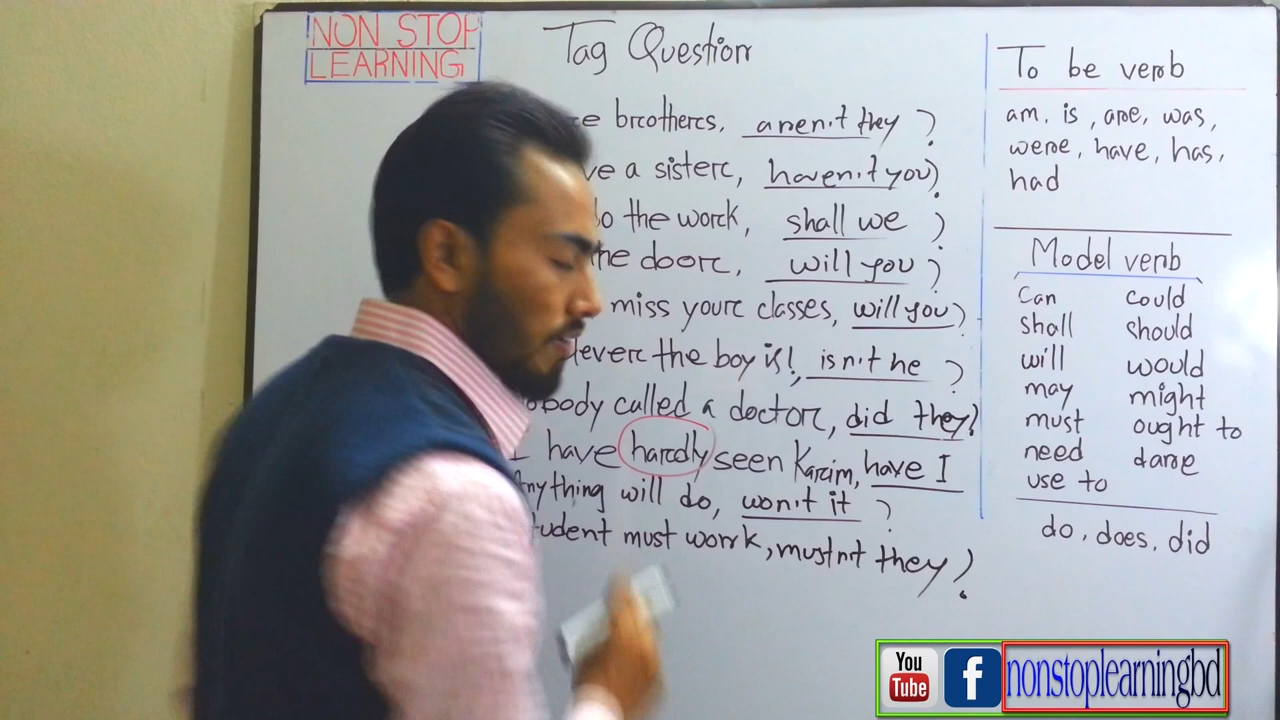 NON STOP
LEARNING
Tag Question
brothers, aren't they?
a sister, haven't you?
the work, shall we?
door, will you?
miss your classes, will you?
the boy is!, isn't he?
called a doctor, did they?
I have hardly seen Karim, have I
will do, won't it?
must work, mustn't they?
To be verb
am, is, are, was,
were, have, has,
had
Model verb
Can could
shall should
will would
may might
must ought to
need dare
use to
do, does, did
You
Tube
f nonstoplearningbd